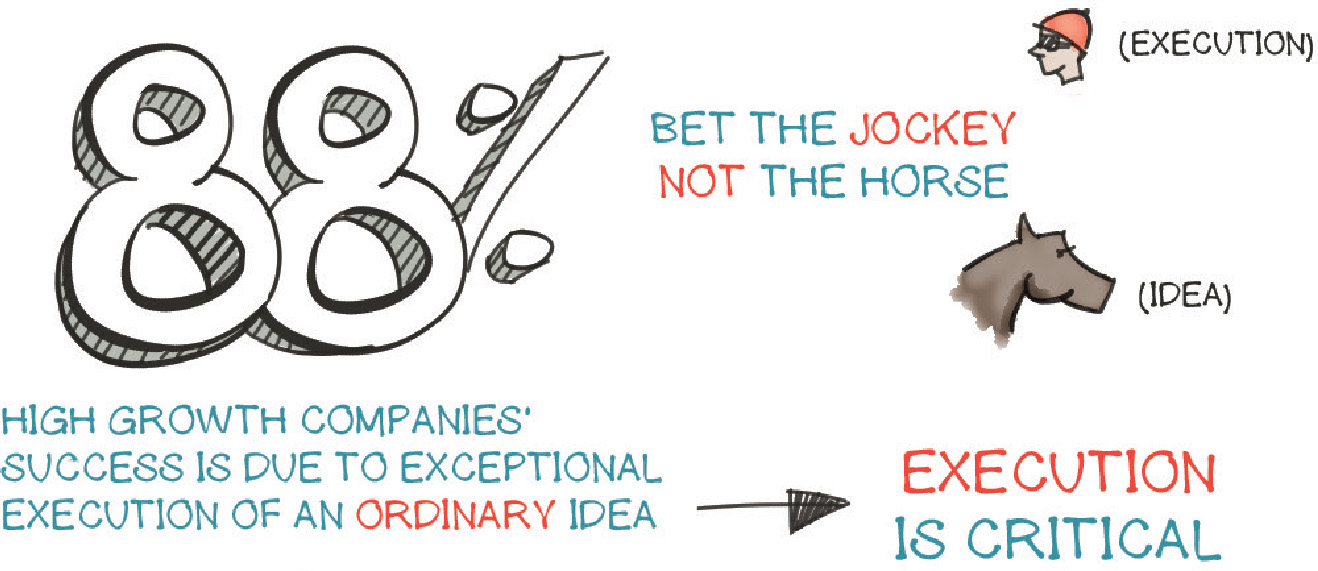 88%
HIGH GROWTH COMPANIES'
SUCCESS IS DUE TO EXCEPTIONAL
EXECUTION OF AN ORDINARY IDEA
(EXECUTION)
BET THE JOCKEY
NOT THE HORSE
(IDEA)
EXECUTION
IS CRITICAL